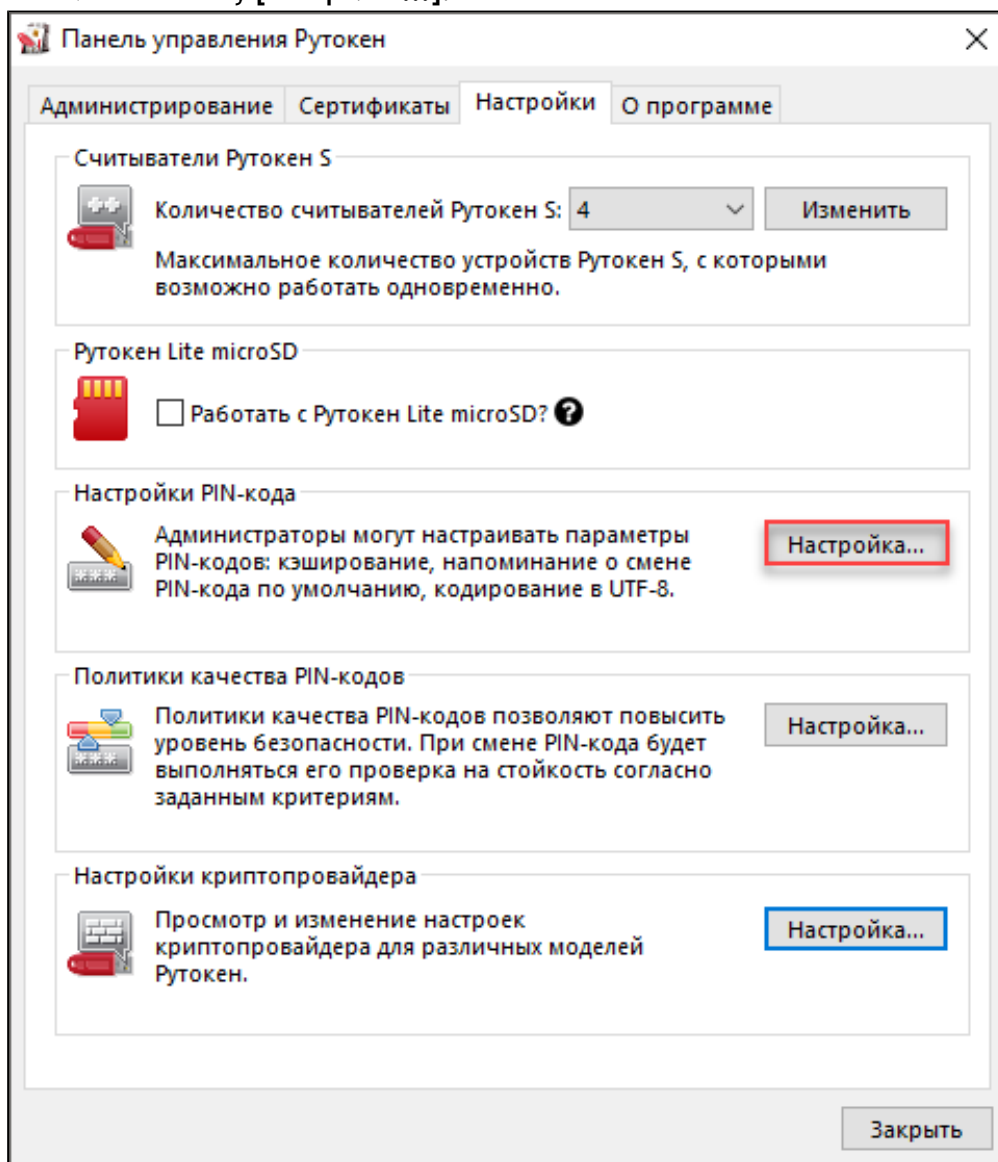 Панель управления Рутокен
Администрирование Сертификаты Настройки О программе
Считыватели Рутокен S
Количество считывателей Рутокен S: 4 Изменить
Максимальное количество устройств Рутокен S, с которыми
возможно работать одновременно.
Рутокен Lite microSD
Работать с Рутокен Lite microSD? ?
Настройки PIN-кода
Администраторы могут настраивать параметры
PIN-кодов: кэширование, напоминание о смене
PIN-кода по умолчанию, кодирование в UTF-8.
Настройка...
Политики качества PIN-кодов
Политики качества PIN-кодов позволяют повысить
уровень безопасности. При смене PIN-кода будет
выполняться его проверка на стойкость согласно
заданным критериям.
Настройка...
Настройки криптопровайдера
Просмотр и изменение настроек
криптопровайдера для различных моделей
Рутокен.
Настройка...
Закрыть